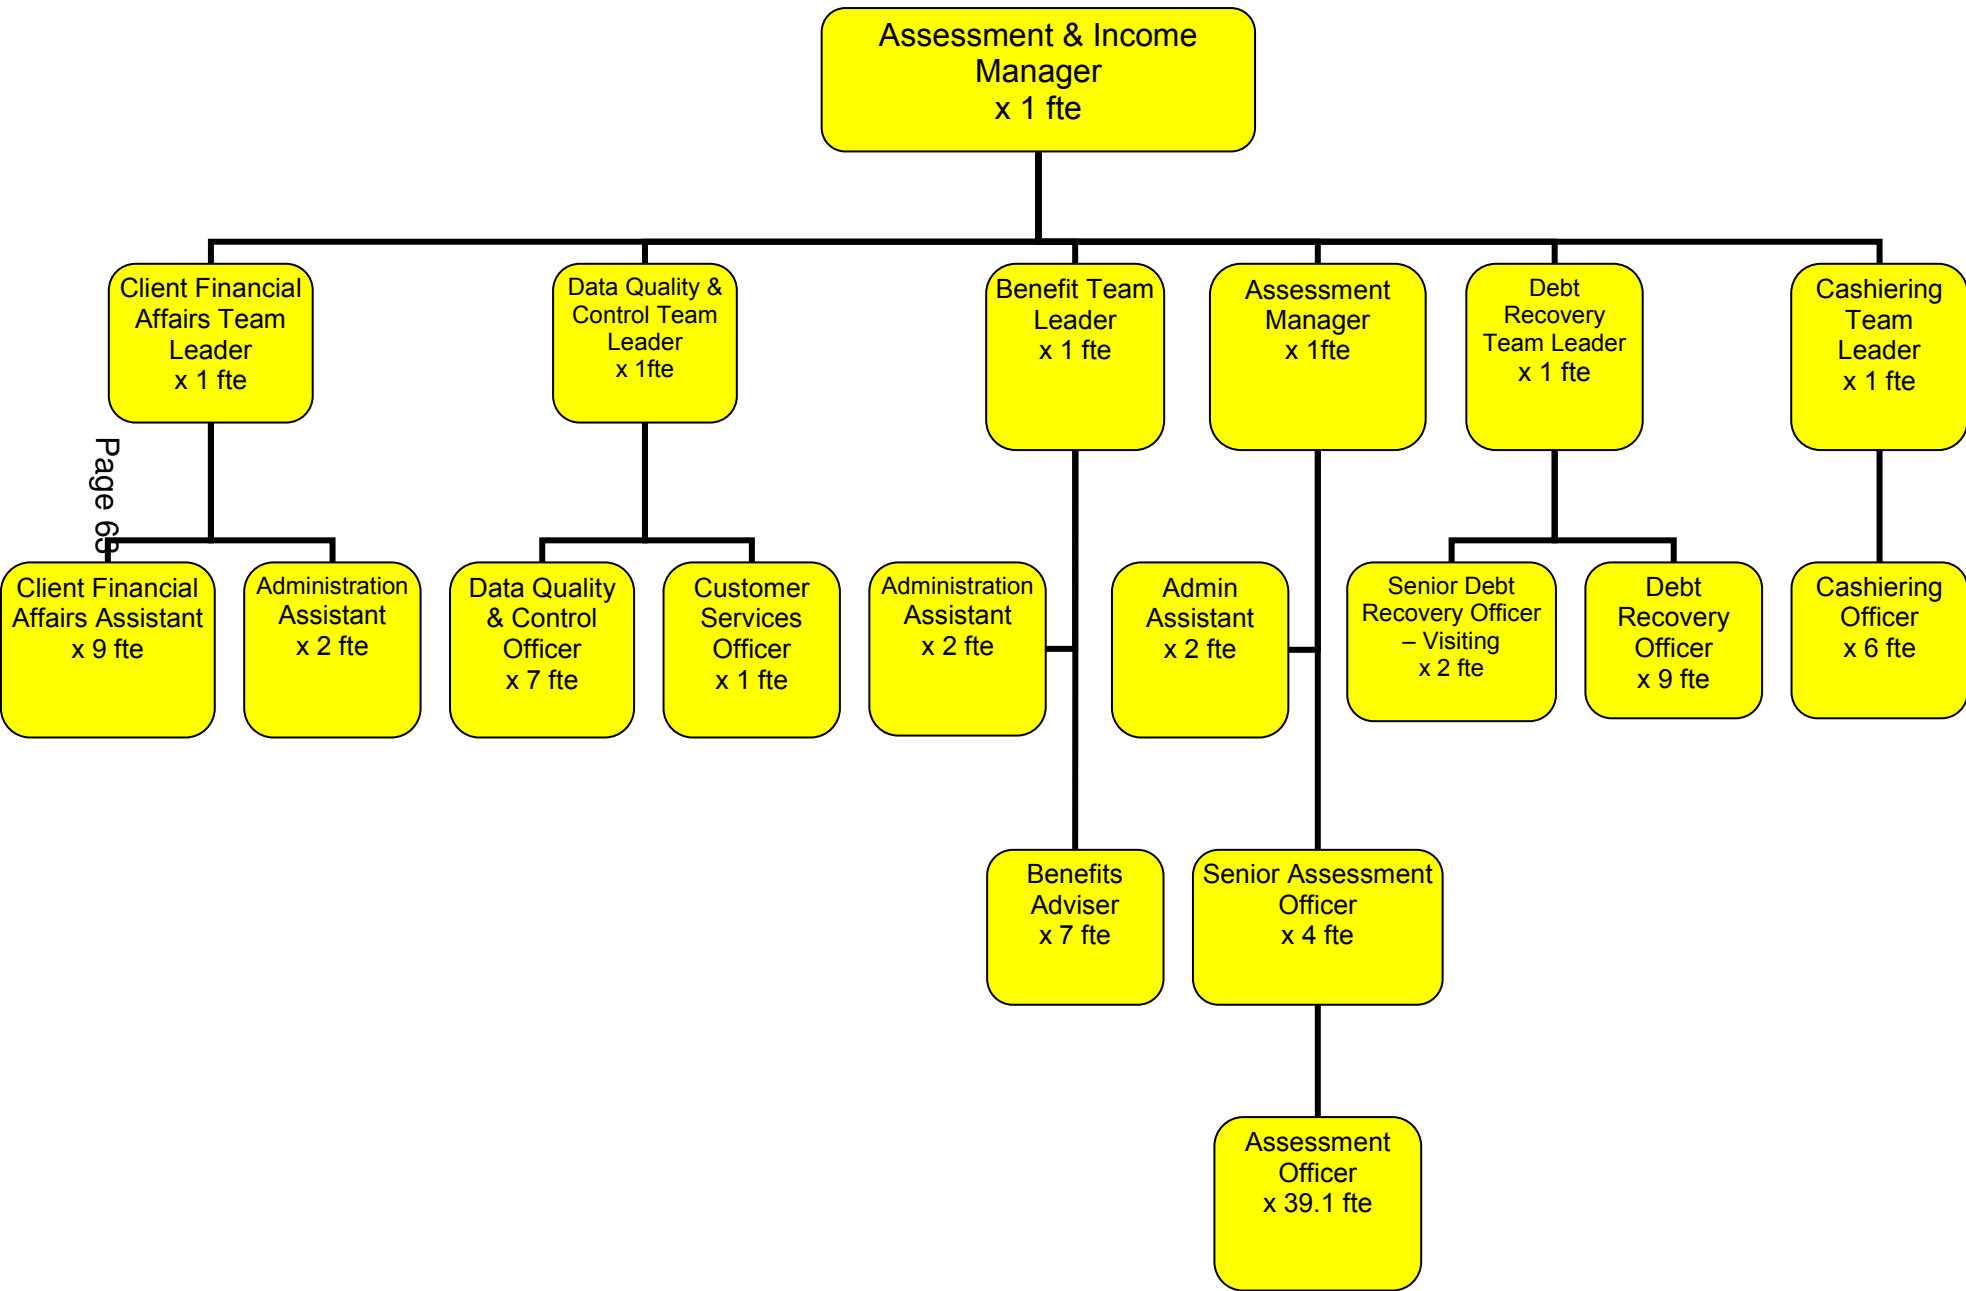 Assessment & Income
Manager
x 1 fte
Client Financial
Affairs Team
Leader
x 1 fte
Data Quality &
Control Team
Leader
x 1fte
Benefit Team
Leader
x 1 fte
Assessment
Manager
x 1fte
Debt
Recovery
Team Leader
x 1 fte
Cashiering
Team
Leader
x 1 fte
Client Financial
Affairs Assistant
x 9 fte
Administration
Assistant
x 2 fte
Data Quality
& Control
Officer
x 7 fte
Customer
Services
Officer
x 1 fte
Administration
Assistant
x 2 fte
Admin
Assistant
x 2 fte
Senior Debt
Recovery Officer
– Visiting
x 2 fte
Debt
Recovery
Officer
x 9 fte
Cashiering
Officer
x 6 fte
Benefits
Adviser
x 7 fte
Senior Assessment
Officer
x 4 fte
Assessment
Officer
x 39.1 fte
Page